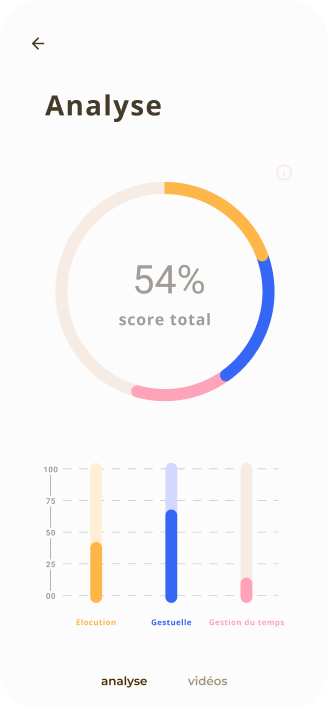 Analyse
54%
score total
100
75
50
25
00
Elocution
Gestuelle
Gestion du temps
analyse
vidéos